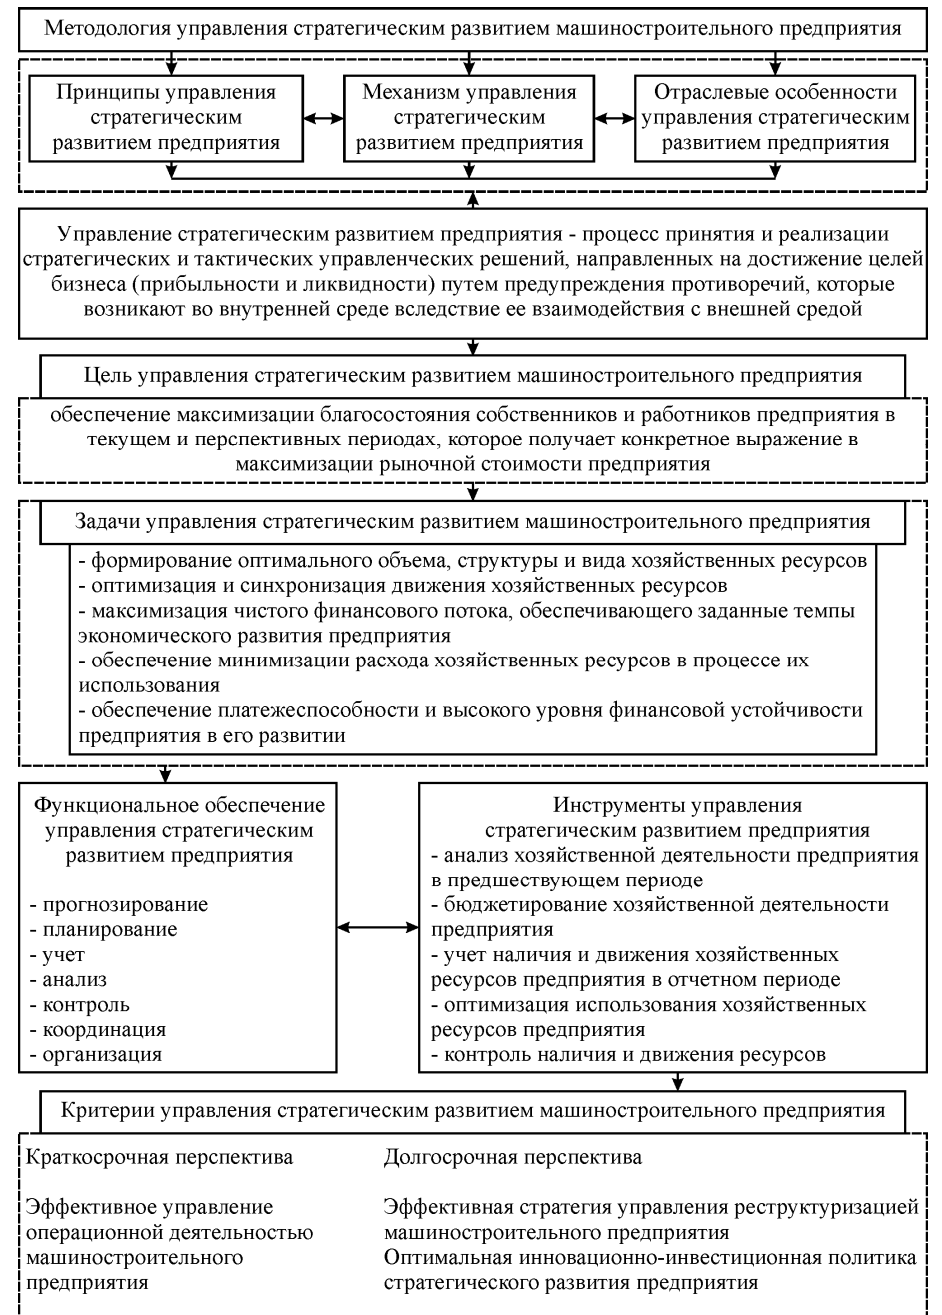 Методология управления стратегическим развитием машиностроительного предприятия
Принципы управления
стратегическим
развитием предприятия
Механизм управления
стратегическим
развитием предприятия
Отраслевые особенности
управления стратегическим
развитием предприятия
Управление стратегическим развитием предприятия - процесс принятия и реализации
стратегических и тактических управленческих решений, направленных на достижение целей
бизнеса (прибыльности и ликвидности) путем предупреждения противоречий, которые
возникают во внутренней среде вследствие ее взаимодействия с внешней средой
Цель управления стратегическим развитием машиностроительного предприятия
обеспечение максимизации благосостояния собственников и работников предприятия в
текущем и перспективных периодах, которое получает конкретное выражение в
максимизации рыночной стоимости предприятия
Задачи управления стратегическим развитием машиностроительного предприятия
- формирование оптимального объема, структуры и вида хозяйственных ресурсов
- оптимизация и синхронизация движения хозяйственных ресурсов
- максимизация чистого финансового потока, обеспечивающего заданные темпы
экономического развития предприятия
- обеспечение минимизации расхода хозяйственных ресурсов в процессе их
использования
- обеспечение платежеспособности и высокого уровня финансовой устойчивости
предприятия в его развитии
Функциональное обеспечение
управления стратегическим
развитием предприятия
- прогнозирование
- планирование
- учет
- анализ
- контроль
- координация
- организация
Инструменты управления
стратегическим развитием предприятия
- анализ хозяйственной деятельности предприятия
в предшествующем периоде
- бюджетирование хозяйственной деятельности
предприятия
- учет наличия и движения хозяйственных
ресурсов предприятия в отчетном периоде
- оптимизация использования хозяйственных
ресурсов предприятия
- контроль наличия и движения ресурсов
Критерии управления стратегическим развитием машиностроительного предприятия
Краткосрочная перспектива
Эффективное управление
операционной деятельностью
машиностроительного
предприятия
Долгосрочная перспектива
Эффективная стратегия управления реструктуризацией
машиностроительного предприятия
Оптимальная инновационно-инвестиционная политика
стратегического развития предприятия